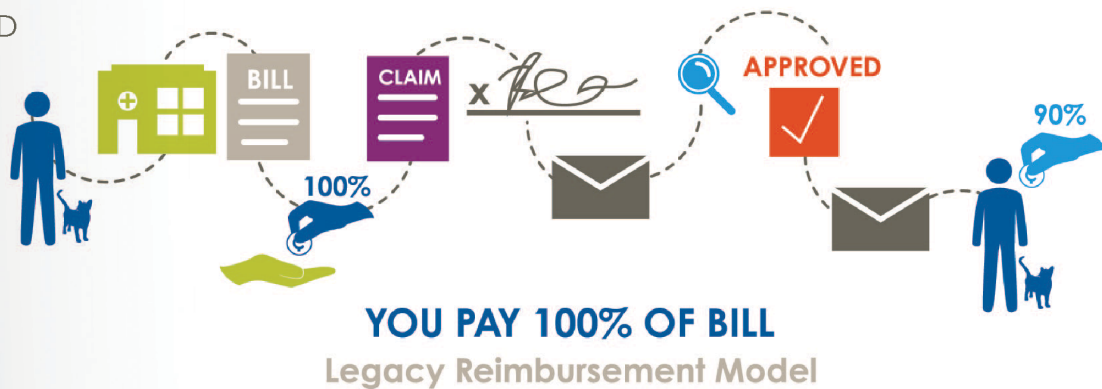 D
BILL
CLAIM
100%
x
APPROVED
90%
YOU PAY 100% OF BILL
Legacy Reimbursement Model